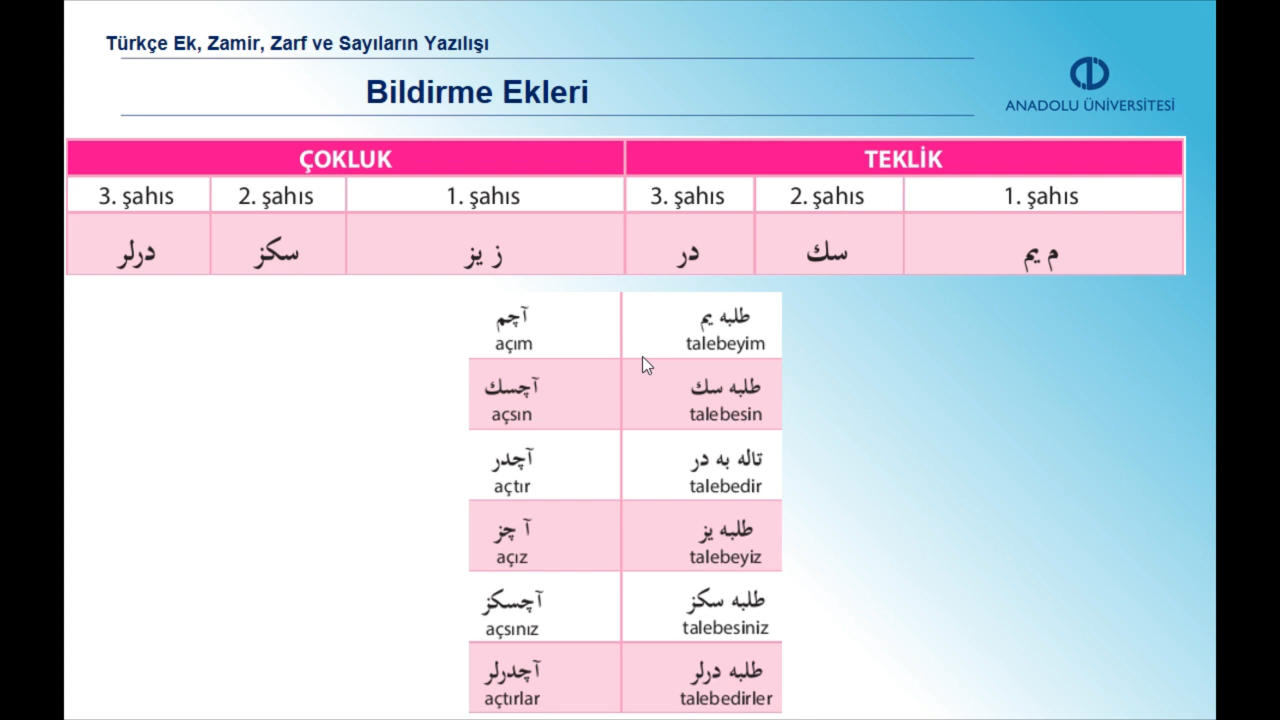 Türkçe Ek, Zamir, Zarf ve Sayıların Yazılışı
Bildirme Ekleri
ANADOLU ÜNİVERSİTESİ
ÇOKLUK TEKLİK
3. şahıs 2. şahıs 1. şahıs 3. şahıs 2. şahıs 1. şahıs
درلر سكز ز يز در سك م يم
آچم طلبه يم
açım talebeyim
آچسك طلبه سك
açsın talebesin
آچدر تاله به در
açtır talebedir
آ چز طلبه يز
açız talebeyiz
آچسكز طلبه سكز
açsınız talebesiniz
آچدرلر طلبه درلر
açtırlar talebedirler